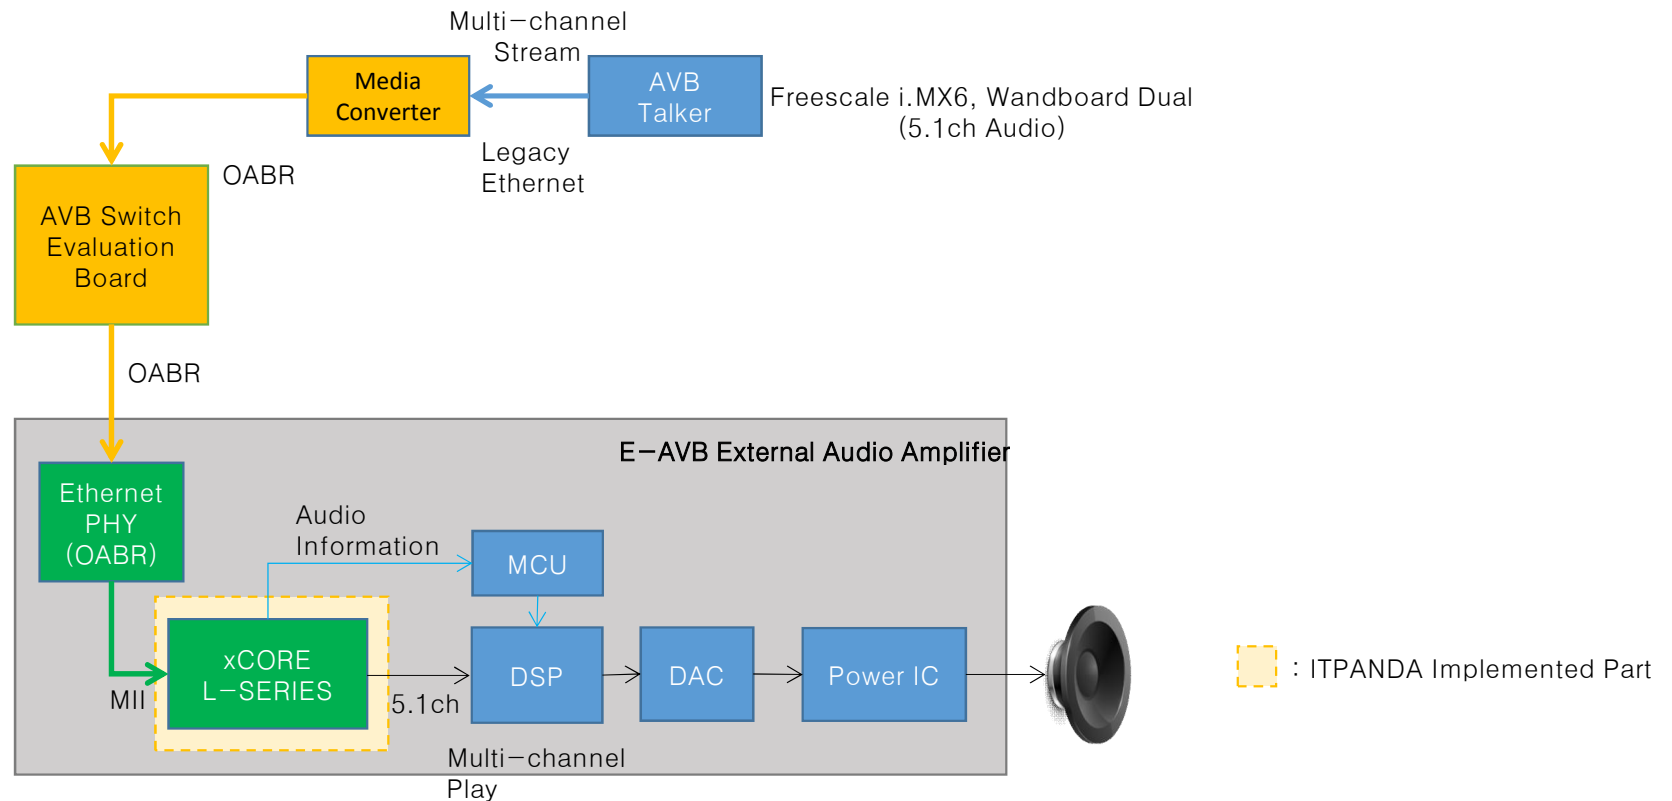 Multi-channel
Stream
Media
Converter
AVB
Talker
Freescale i.MX6, Wandboard Dual
(5.1ch Audio)
Legacy
Ethernet
OABR
AVB Switch
Evaluation
Board
OABR
E-AVB External Audio Amplifier
Ethernet
PHY
(OABR)
Audio
Information
MCU
xCORE
L-SERIES
MII
5.1ch
DSP
DAC
Power IC
: ITPANDA Implemented Part
Multi-channel
Play